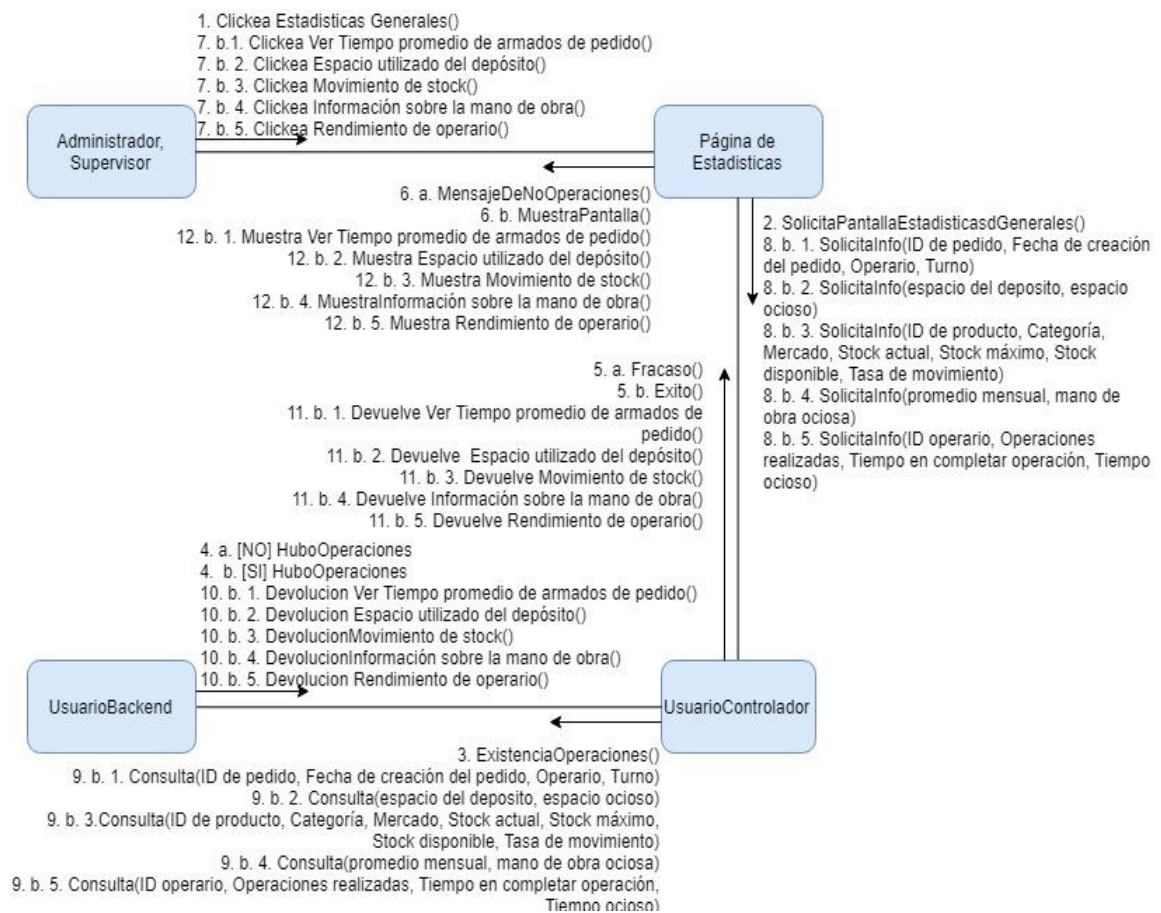 1. Clickea Estadisticas Generales()
7. b.1. Clickea Ver Tiempo promedio de armados de pedido()
7. b. 2. Clickea Espacio utilizado del depósito()
7. b. 3. Clickea Movimiento de stock()
7. b. 4. Clickea Información sobre la mano de obra()
7. b. 5. Clickea Rendimiento de operario()
Administrador,
Supervisor
Página de
Estadisticas
6. a. MensajeDeNoOperaciones()
6. b. MuestraPantalla()
12. b. 1. Muestra Ver Tiempo promedio de armados de pedido()
12. b. 2. Muestra Espacio utilizado del depósito()
12. b. 3. Muestra Movimiento de stock()
12. b. 4. MuestraInformación sobre la mano de obra()
12. b. 5. Muestra Rendimiento de operario()
2. SolicitaPantallaEstadisticasdGenerales()
8. b. 1. SolicitaInfo(ID de pedido, Fecha de creación
del pedido, Operario, Turno)
8. b. 2. SolicitaInfo(espacio del deposito, espacio
ocioso)
8. b. 3. SolicitaInfo(ID de producto, Categoría,
Mercado, Stock actual, Stock máximo, Stock
disponible, Tasa de movimiento)
8. b. 4. SolicitaInfo(promedio mensual, mano de
obra ociosa)
8. b. 5. SolicitaInfo(ID operario, Operaciones
realizadas, Tiempo en completar operación, Tiempo
ocioso)
5. a. Fracaso()
5. b. Exito()
11. b. 1. Devuelve Ver Tiempo promedio de armados de
pedido()
11. b. 2. Devuelve Espacio utilizado del depósito()
11. b. 3. Devuelve Movimiento de stock()
11. b. 4. Devuelve Información sobre la mano de obra()
11. b. 5. Devuelve Rendimiento de operario()
4. a. [NO] HuboOperaciones
4. b. [SI] HuboOperaciones
10. b. 1. Devolucion Ver Tiempo promedio de armados de pedido()
10. b. 2. Devolucion Espacio utilizado del depósito()
10. b. 3. DevolucionMovimiento de stock()
10. b. 4. DevolucionInformación sobre la mano de obra()
10. b. 5. Devolucion Rendimiento de operario()
UsuarioBackend
UsuarioControlador
3. ExistenciaOperaciones()
9. b. 1. Consulta(ID de pedido, Fecha de creación del pedido, Operario, Turno)
9. b. 2. Consulta(espacio del deposito, espacio ocioso)
9. b. 3.Consulta(ID de producto, Categoría, Mercado, Stock actual, Stock máximo,
Stock disponible, Tasa de movimiento)
9. b. 4. Consulta(promedio mensual, mano de obra ociosa)
9. b. 5. Consulta(ID operario, Operaciones realizadas, Tiempo en completar operación,
Tiempo ocioso)